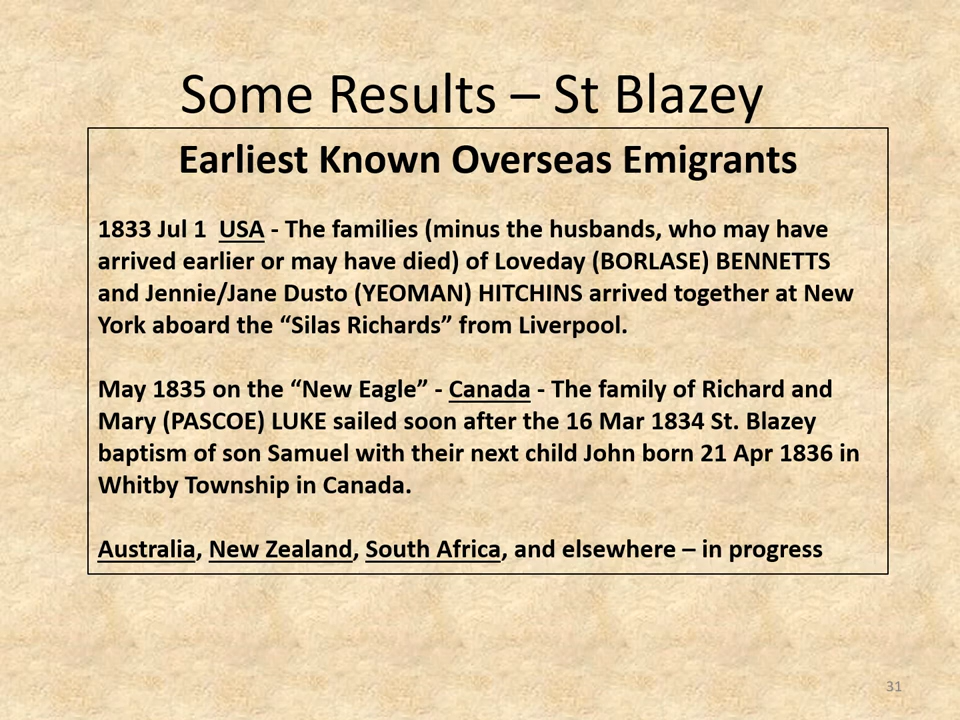 Some Results – St Blazey
Earliest Known Overseas Emigrants
1833 Jul 1  USA - The families (minus the husbands, who may have
arrived earlier or may have died) of Loveday (BORLASE) BENNETTS
and Jennie/Jane Dusto (YEOMAN) HITCHINS arrived together at New
York aboard the “Silas Richards” from Liverpool.
May 1835 on the “New Eagle” - Canada - The family of Richard and
Mary (PASCOE) LUKE sailed soon after the 16 Mar 1834 St. Blazey
baptism of son Samuel with their next child John born 21 Apr 1836 in
Whitby Township in Canada.
Australia, New Zealand, South Africa, and elsewhere – in progress
31